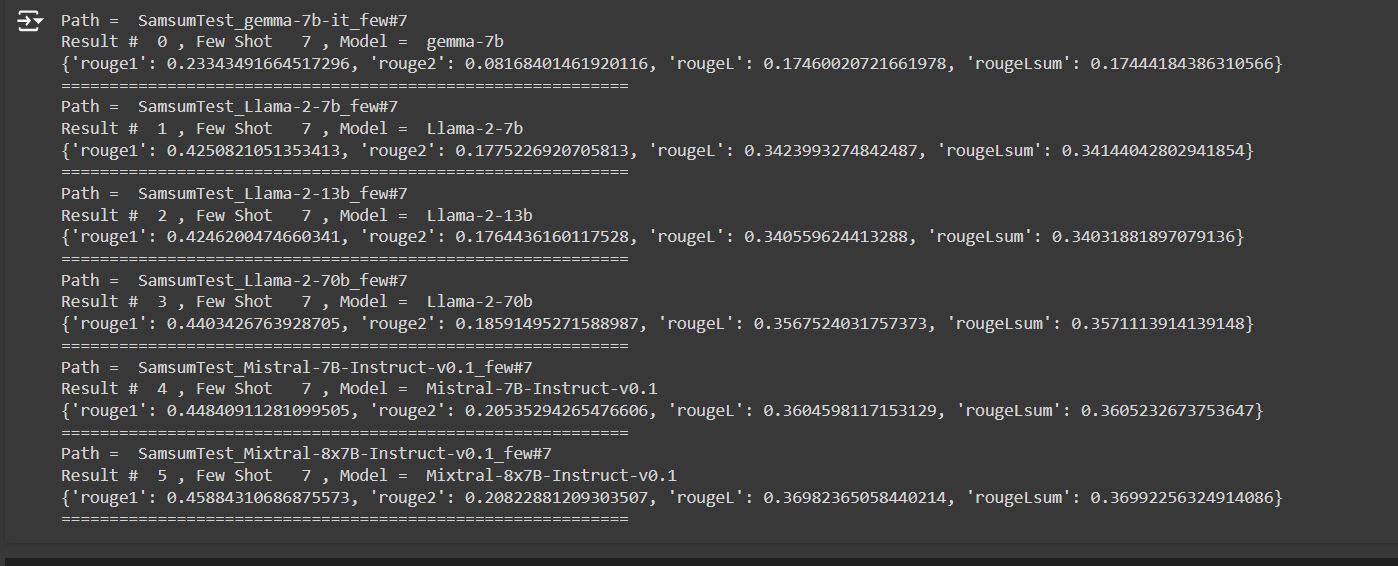 Path =  SamsumTest_gemma-7b-it_few#7
Result #  0 , Few Shot   7 , Model =  gemma-7b
{'rouge1': 0.23343491664517296, 'rouge2': 0.08168401461920116, 'rougeL': 0.17460020721661978, 'rougeLsum': 0.17444184386310566}
===========================================================
Path =  SamsumTest_Llama-2-7b_few#7
Result #  1 , Few Shot   7 , Model =  Llama-2-7b
{'rouge1': 0.4250821051353413, 'rouge2': 0.1775226920705813, 'rougeL': 0.3423993274842487, 'rougeLsum': 0.34144042802941854}
===========================================================
Path =  SamsumTest_Llama-2-13b_few#7
Result #  2 , Few Shot   7 , Model =  Llama-2-13b
{'rouge1': 0.4246200474660341, 'rouge2': 0.1764436160117528, 'rougeL': 0.340559624413288, 'rougeLsum': 0.34031881897079136}
===========================================================
Path =  SamsumTest_Llama-2-70b_few#7
Result #  3 , Few Shot   7 , Model =  Llama-2-70b
{'rouge1': 0.4403426763928705, 'rouge2': 0.18591495271588987, 'rougeL': 0.3567524031757373, 'rougeLsum': 0.3571113914139148}
===========================================================
Path =  SamsumTest_Mistral-7B-Instruct-v0.1_few#7
Result #  4 , Few Shot   7 , Model =  Mistral-7B-Instruct-v0.1
{'rouge1': 0.44840911281099505, 'rouge2': 0.20535294265476606, 'rougeL': 0.3604598117153129, 'rougeLsum': 0.3605232673753647}
===========================================================
Path =  SamsumTest_Mixtral-8x7B-Instruct-v0.1_few#7
Result #  5 , Few Shot   7 , Model =  Mixtral-8x7B-Instruct-v0.1
{'rouge1': 0.45884310686875573, 'rouge2': 0.20822881209303507, 'rougeL': 0.36982365058440214, 'rougeLsum': 0.36992256324914086}
===========================================================